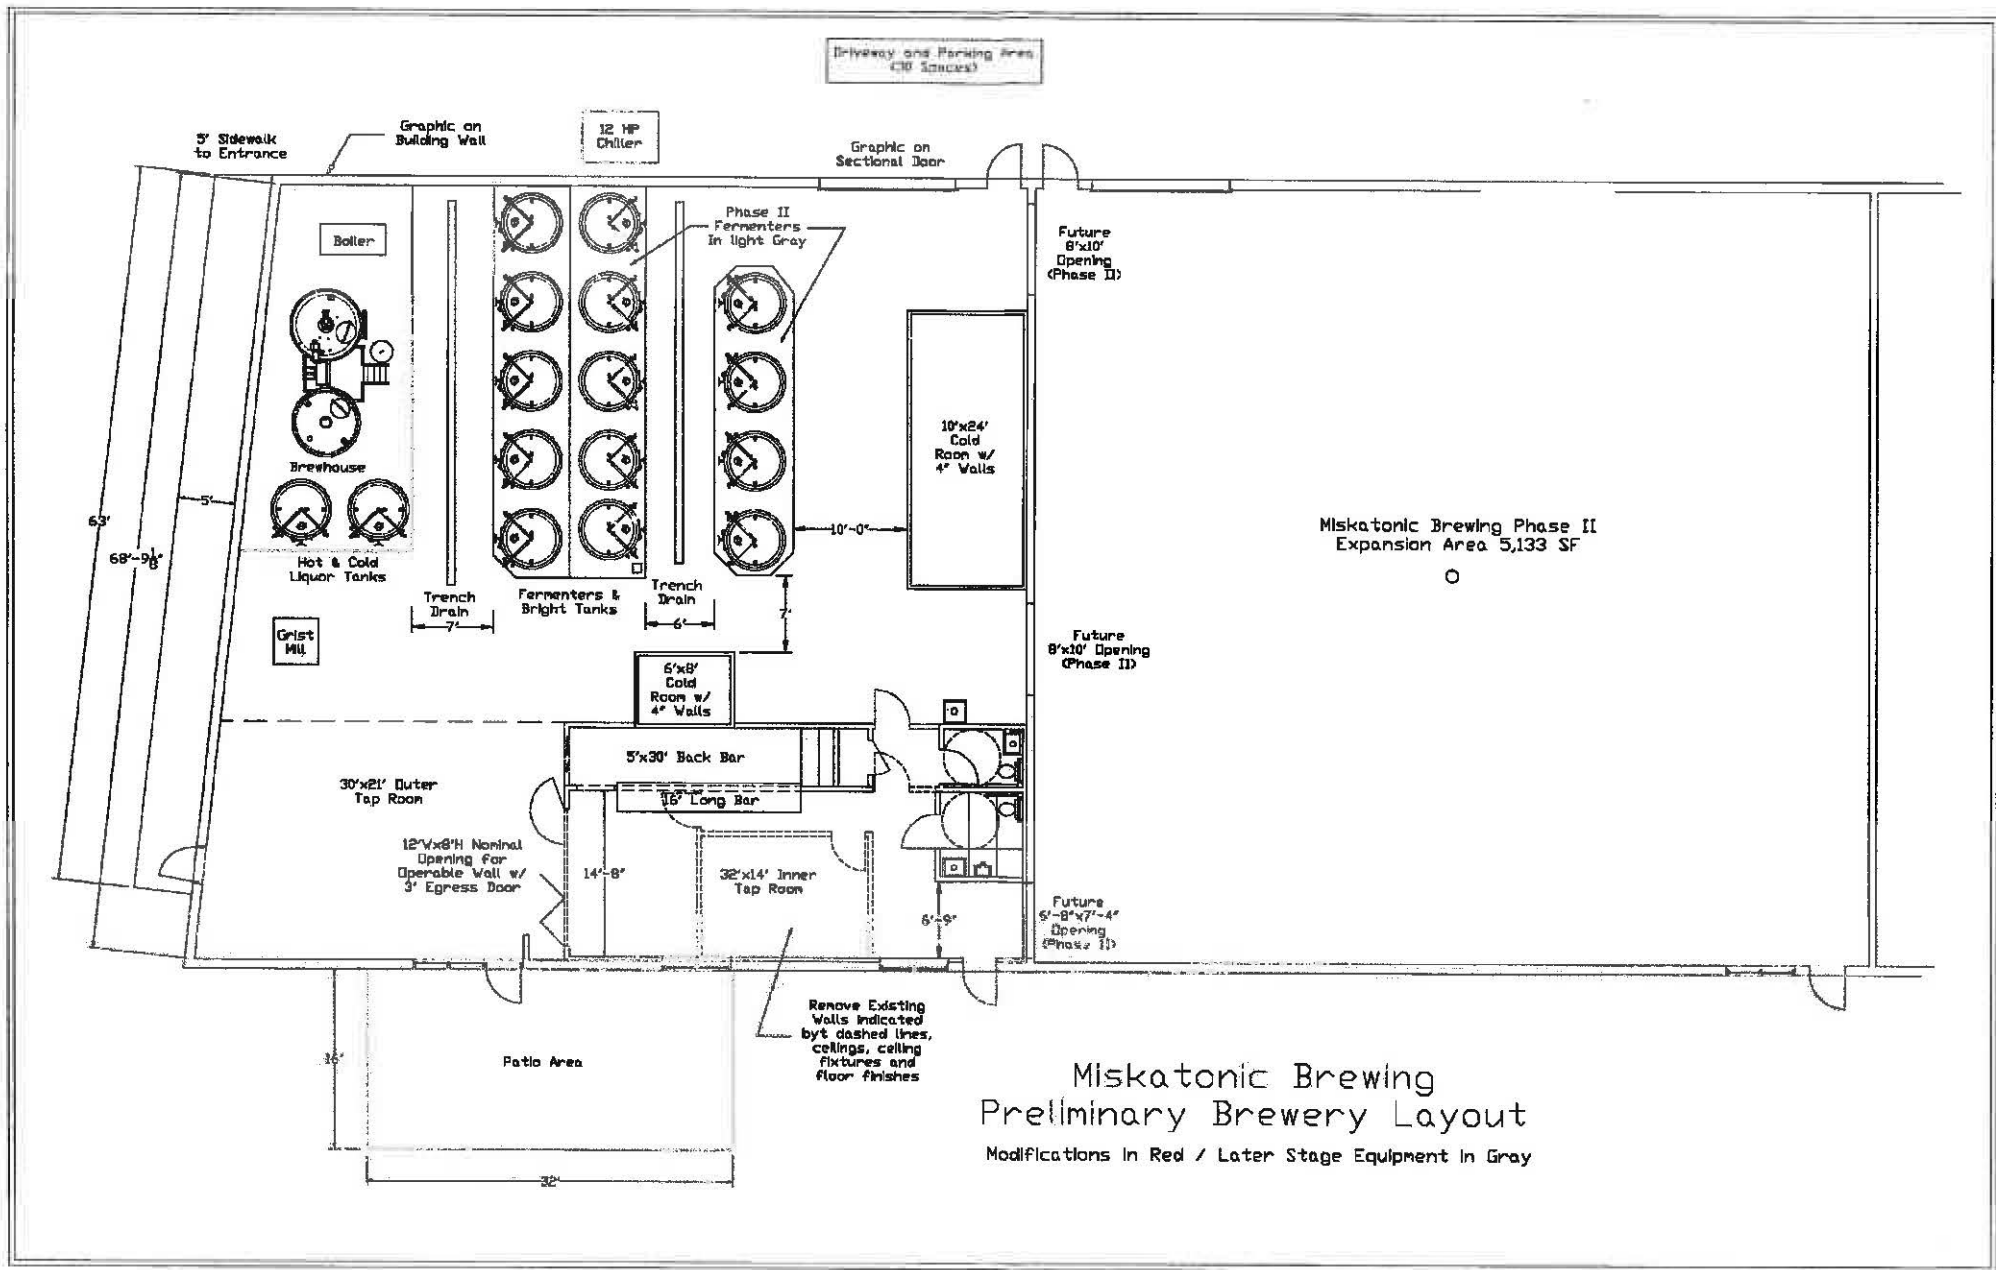 Driveway and Parking Area
5' Sidewalk
to Entrance
Graphic on
Building Wall
12 HP
Chiller
Graphic on
Sectional Door
Boiler
Phase II
Fermenters
In light Gray
Future
8'x10'
Opening
(Phase II)
10'x24'
Cold
Room w/
4" Walls
Brewhouse
5'
63'
68'-9
10'-0"
Miskatonic Brewing Phase II
Expansion Area 5,133 SF
Hot & Cold
Liquor Tanks
Trench
Drain
7'
Fermenters &
Bright Tanks
Trench
Drain
6'
7'
Grist
Mill
Future
8'x10' Opening
(Phase II)
6'x8'
Cold
Room w/
4" Walls
5'x30' Back Bar
30'x21' Outer
Tap Room
16' Long Bar
12'Wx8'H Nominal
Opening for
Operable Wall w/
3' Egress Door
14'-8"
32'x14' Inner
Tap Room
6'-9"
Future
Opening
(Phase II)
Remove Existing
Walls indicated
byt dashed lines,
ceilings, ceiling
fixtures and
floor finishes
16'
Patio Area
32'
Miskatonic Brewing
Preliminary Brewery Layout
Modifications in Red / Later Stage Equipment in Gray